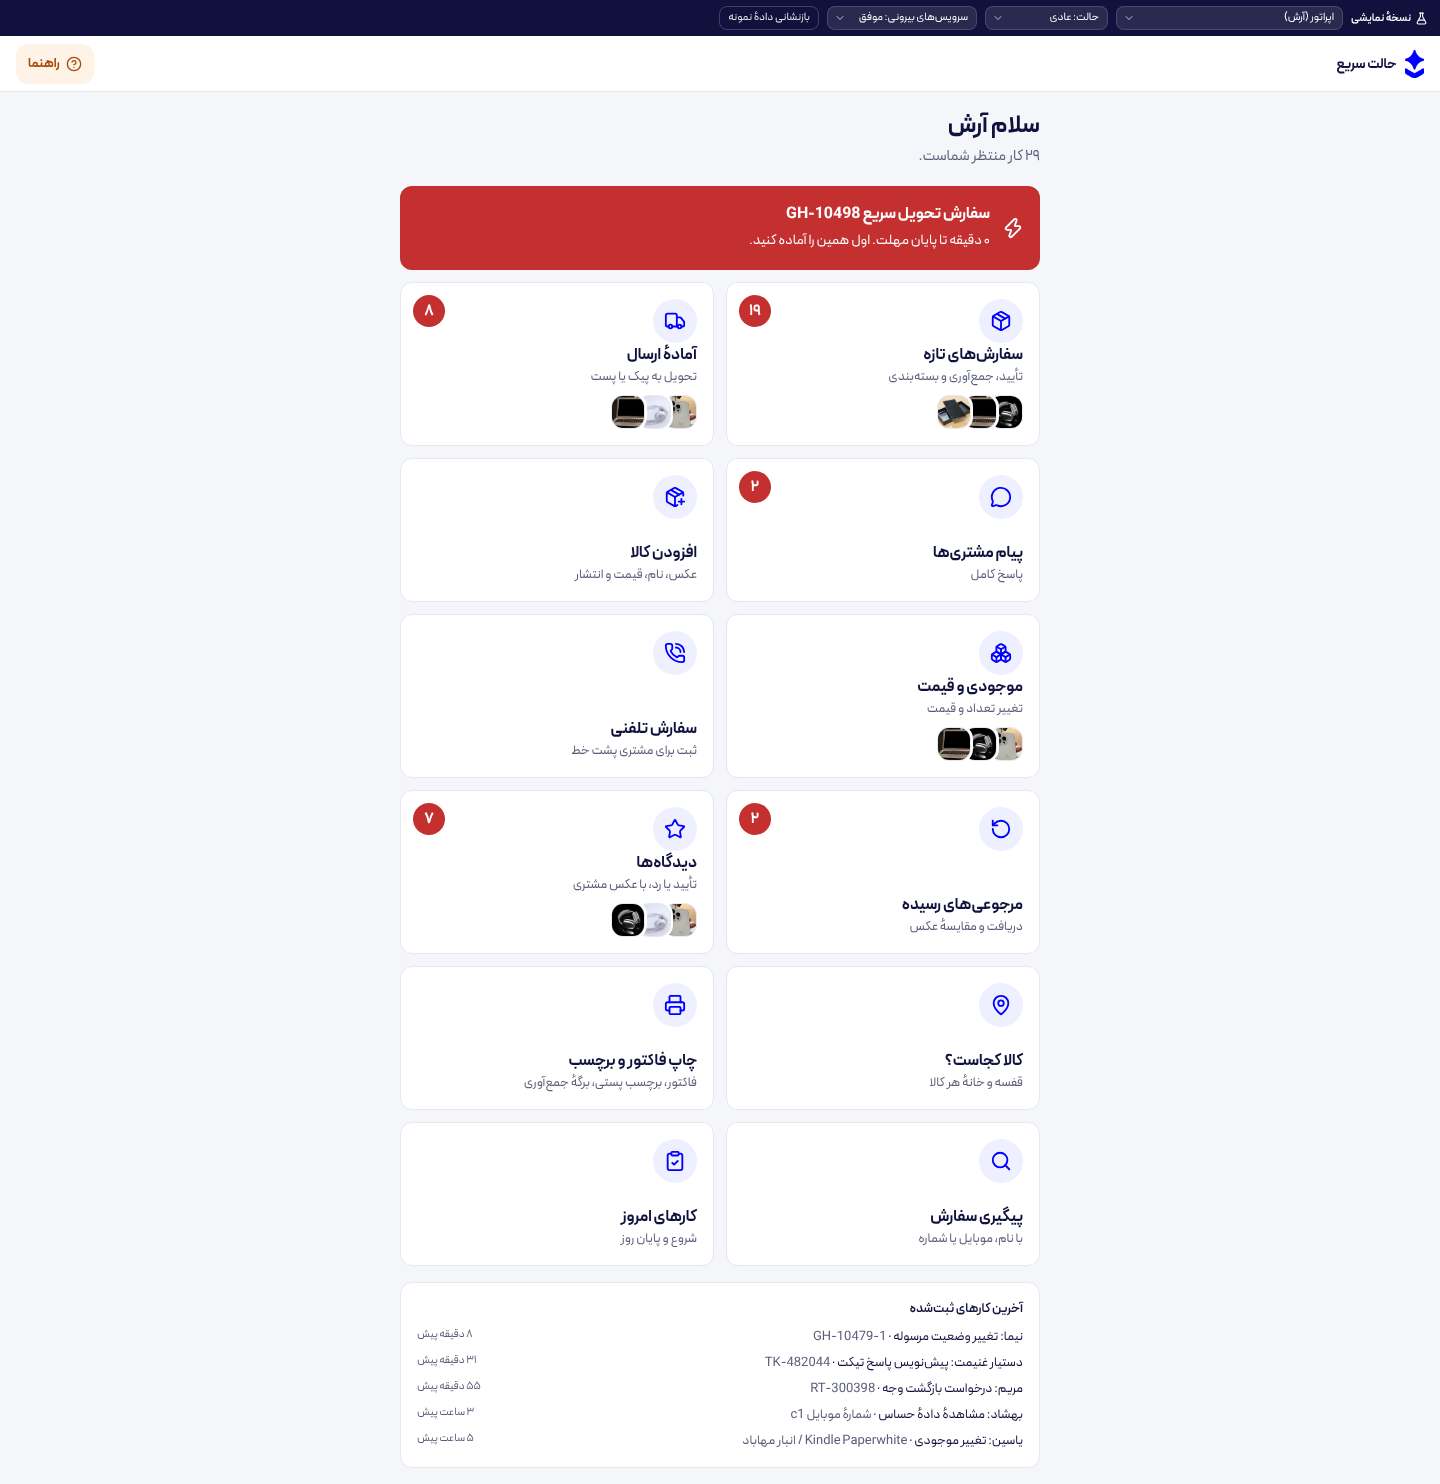 نسخهٔ نمایشی
اپراتور (آرش)
حالت: عادی
سرویس‌های بیرونی: موفق
بازنشانی دادهٔ نمونه
حالت سریع
راهنما
سلام آرش
۲۹ کار منتظر شماست.
سفارش تحویل سریع GH-10498
۰ دقیقه تا پایان مهلت. اول همین را آماده کنید.
۱۹
سفارش‌های تازه
تأیید، جمع‌آوری و بسته‌بندی
۸
آمادهٔ ارسال
تحویل به پیک یا پست
۲
پیام مشتری‌ها
پاسخ کامل
افزودن کالا
عکس، نام، قیمت و انتشار
موجودی و قیمت
تغییر تعداد و قیمت
سفارش تلفنی
ثبت برای مشتری پشت خط
۲
مرجوعی‌های رسیده
دریافت و مقایسهٔ عکس
۷
دیدگاه‌ها
تأیید یا رد، با عکس مشتری
کالا کجاست؟
قفسه و خانهٔ هر کالا
چاپ فاکتور و برچسب
فاکتور، برچسب پستی، برگهٔ جمع‌آوری
پیگیری سفارش
با نام، موبایل یا شماره
کارهای امروز
شروع و پایان روز
آخرین کارهای ثبت‌شده
نیما: تغییر وضعیت مرسوله · GH-10479-1
۸ دقیقه پیش
دستیار غنیمت: پیش‌نویس پاسخ تیکت · TK-482044
۳۱ دقیقه پیش
مریم: درخواست بازگشت وجه · RT-300398
۵۵ دقیقه پیش
بهشاد: مشاهدهٔ دادهٔ حساس · شمارهٔ موبایل c1
۳ ساعت پیش
یاسین: تغییر موجودی · Kindle Paperwhite / انبار مهاباد
۵ ساعت پیش